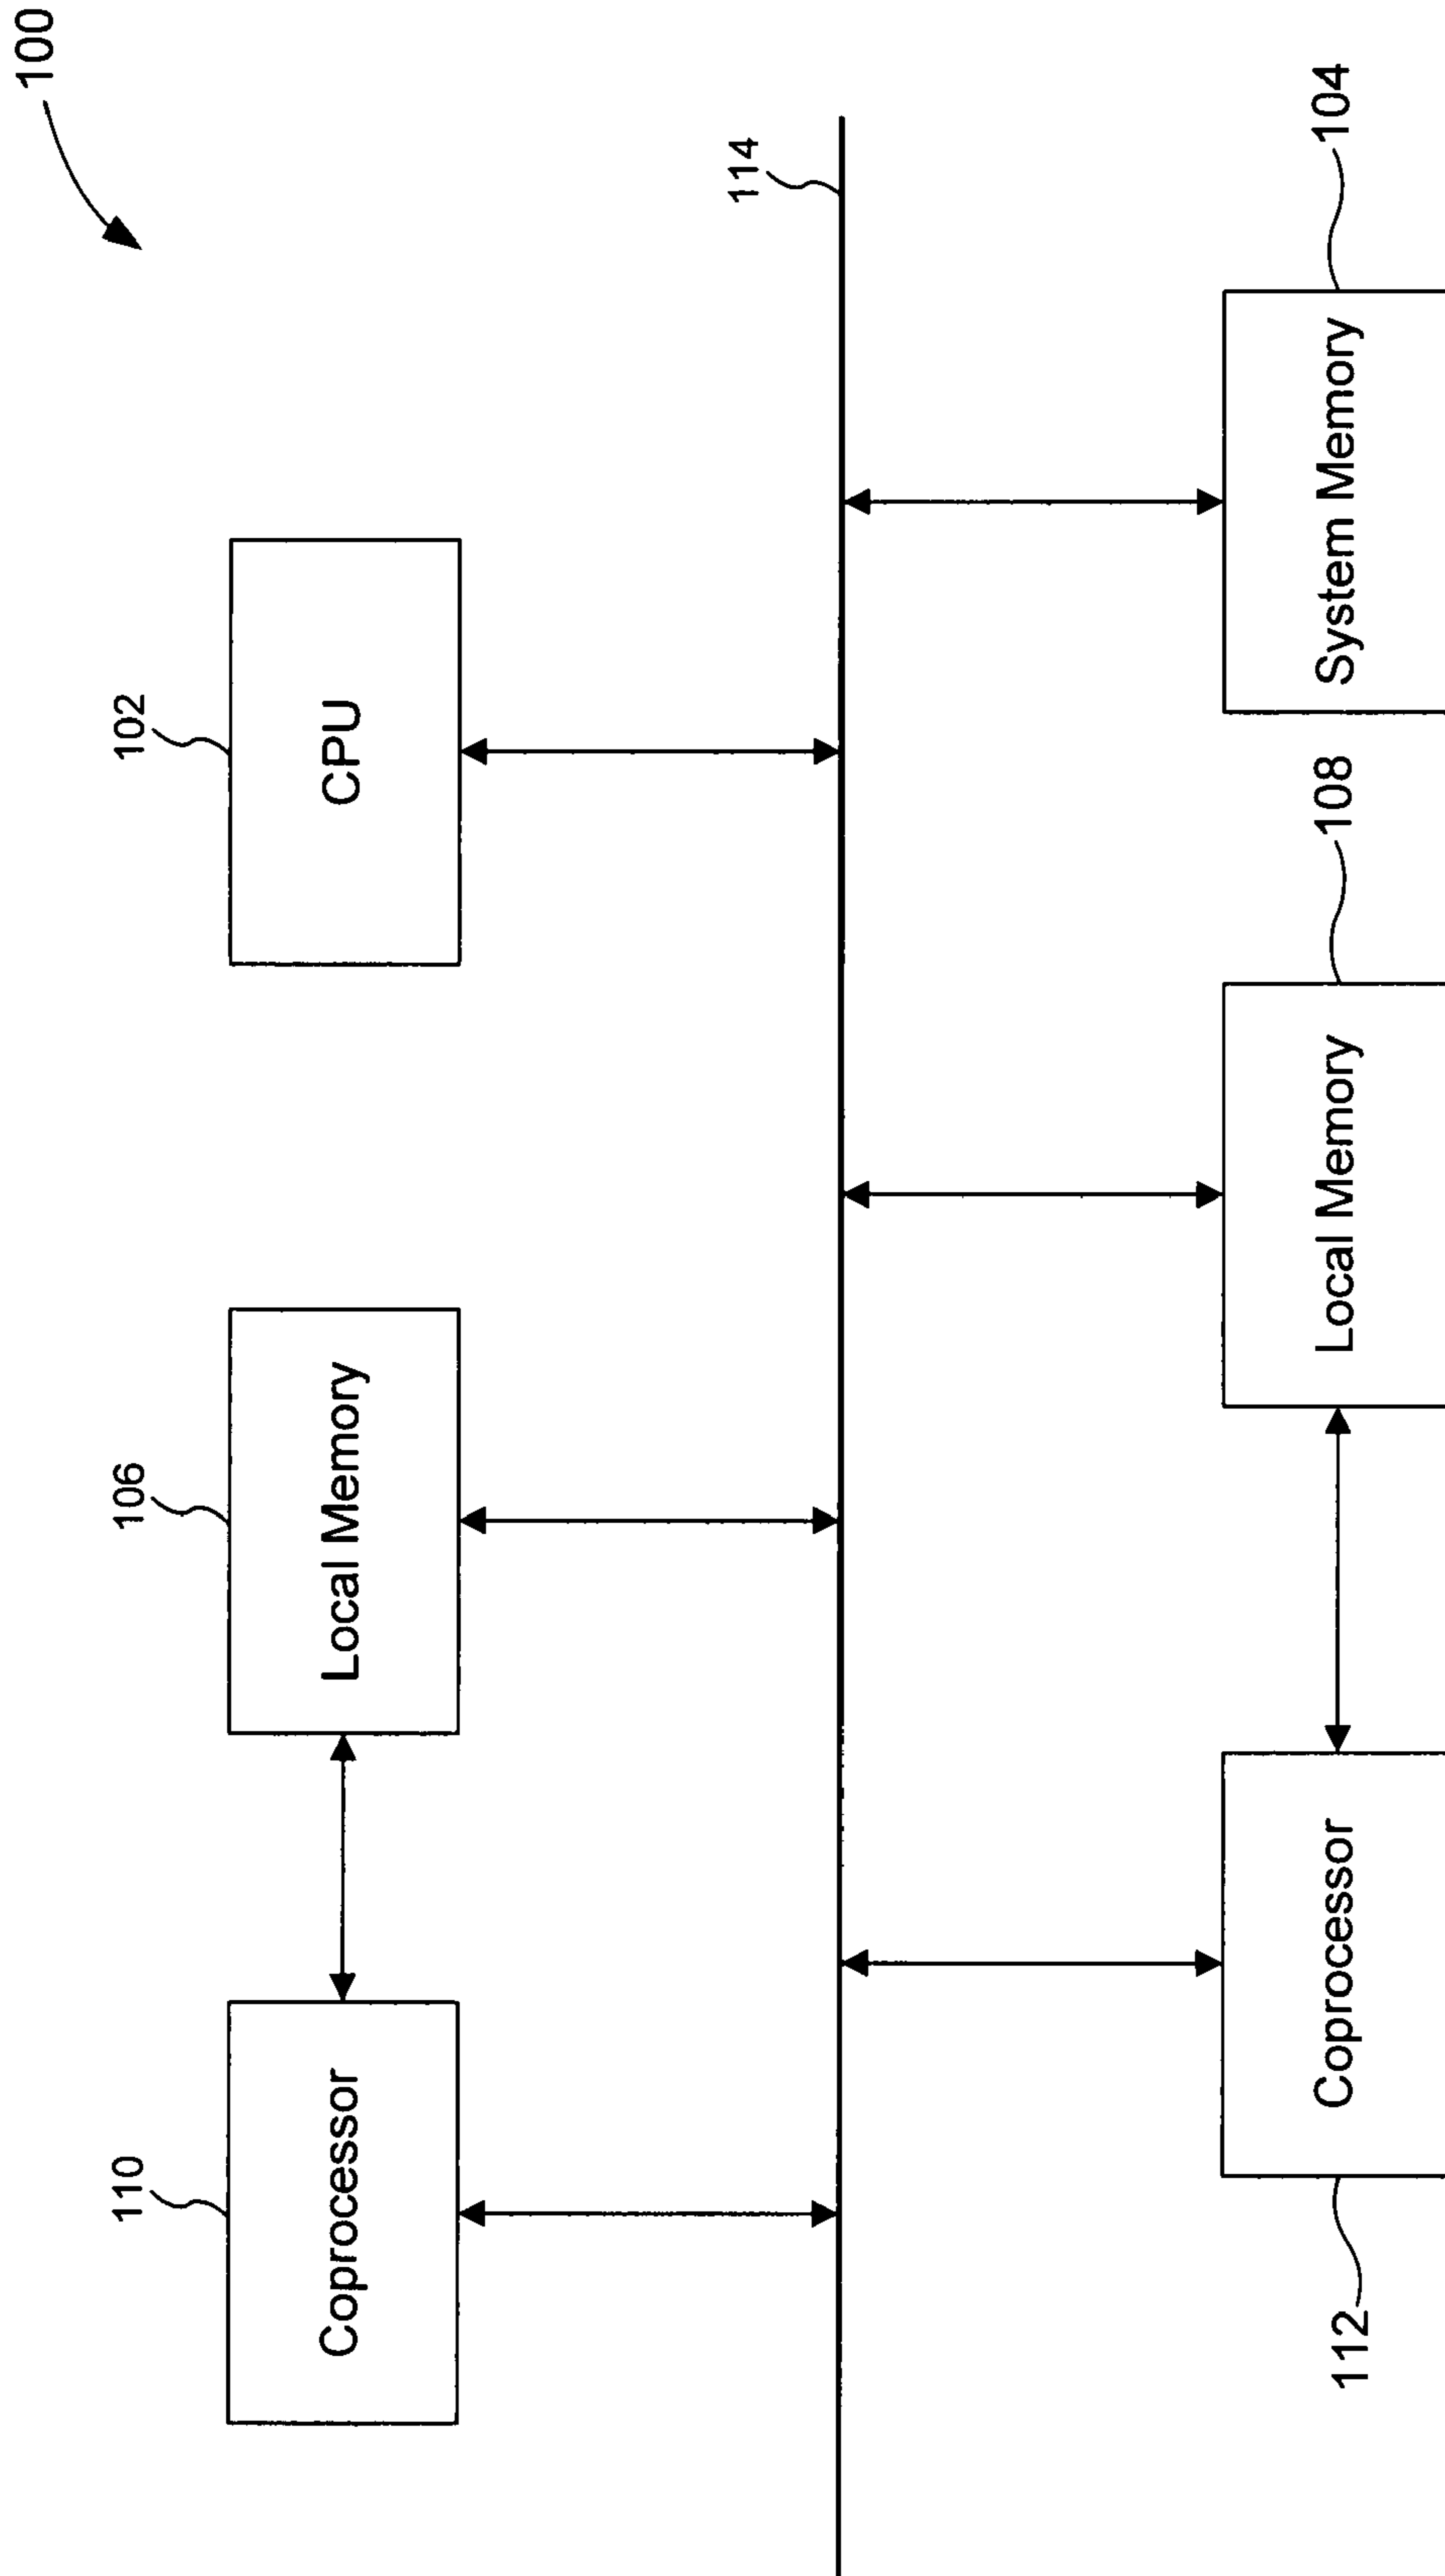 100
110
106
102
Coprocessor
Local Memory
CPU
114
Coprocessor
Local Memory
System Memory
112
108
104